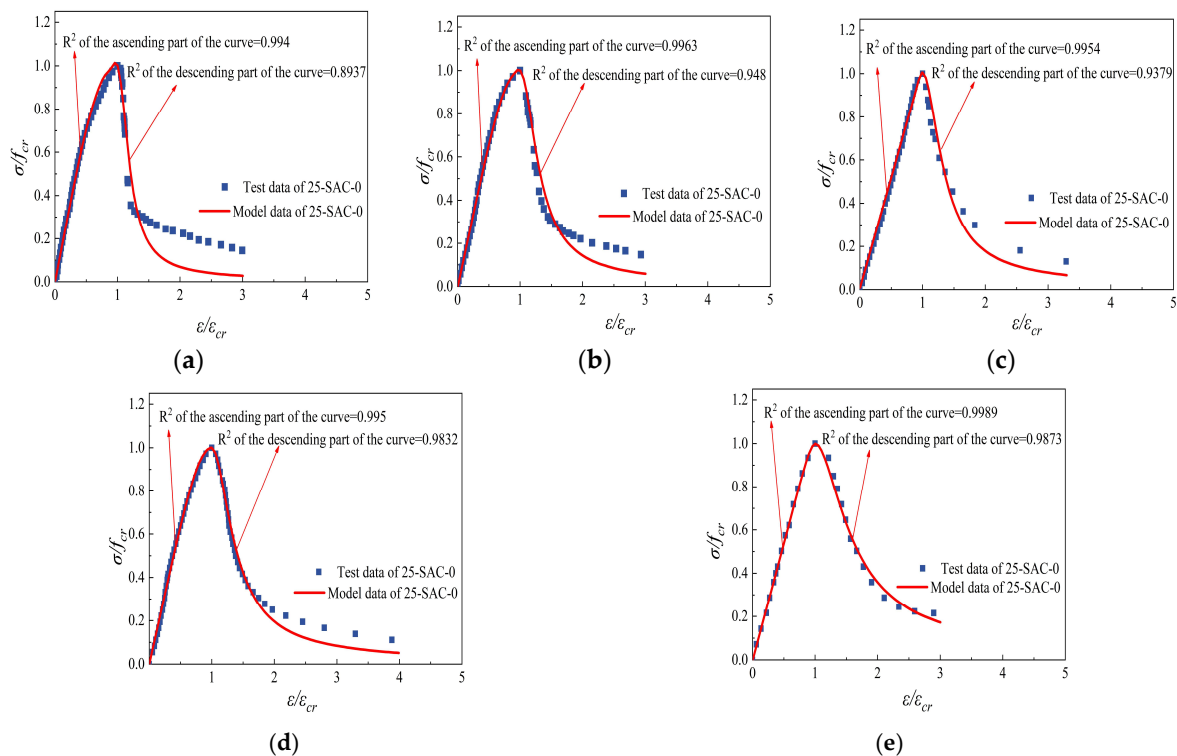 R² of the ascending part of the curve=0.994
R² of the descending part of the curve=0.8937
Test data of 25-SAC-0
Model data of 25-SAC-0
σ/f_cr
0.0 0.2 0.4 0.6 0.8 1.0 1.2
0 1 2 3 4 5
ε/ε_cr
(a)
R² of the ascending part of the curve=0.9963
R² of the descending part of the curve=0.948
Test data of 25-SAC-0
Model data of 25-SAC-0
σ/f_cr
0.0 0.2 0.4 0.6 0.8 1.0 1.2
0 1 2 3 4 5
ε/ε_cr
(b)
R² of the ascending part of the curve=0.9954
R² of the descending part of the curve=0.9379
Test data of 25-SAC-0
Model data of 25-SAC-0
σ/f_cr
0.0 0.2 0.4 0.6 0.8 1.0 1.2
0 1 2 3 4 5
ε/ε_cr
(c)
R² of the ascending part of the curve=0.995
R² of the descending part of the curve=0.9832
Test data of 25-SAC-0
Model data of 25-SAC-0
σ/f_cr
0.0 0.2 0.4 0.6 0.8 1.0 1.2
1 2 3 4 5
ε/ε_cr
(d)
R² of the ascending part of the curve=0.9989
R² of the descending part of the curve=0.9873
Test data of 25-SAC-0
Model data of 25-SAC-0
σ/f_cr
0.0 0.2 0.4 0.6 0.8 1.0 1.2
0 1 2 3 4 5
ε/ε_cr
(e)